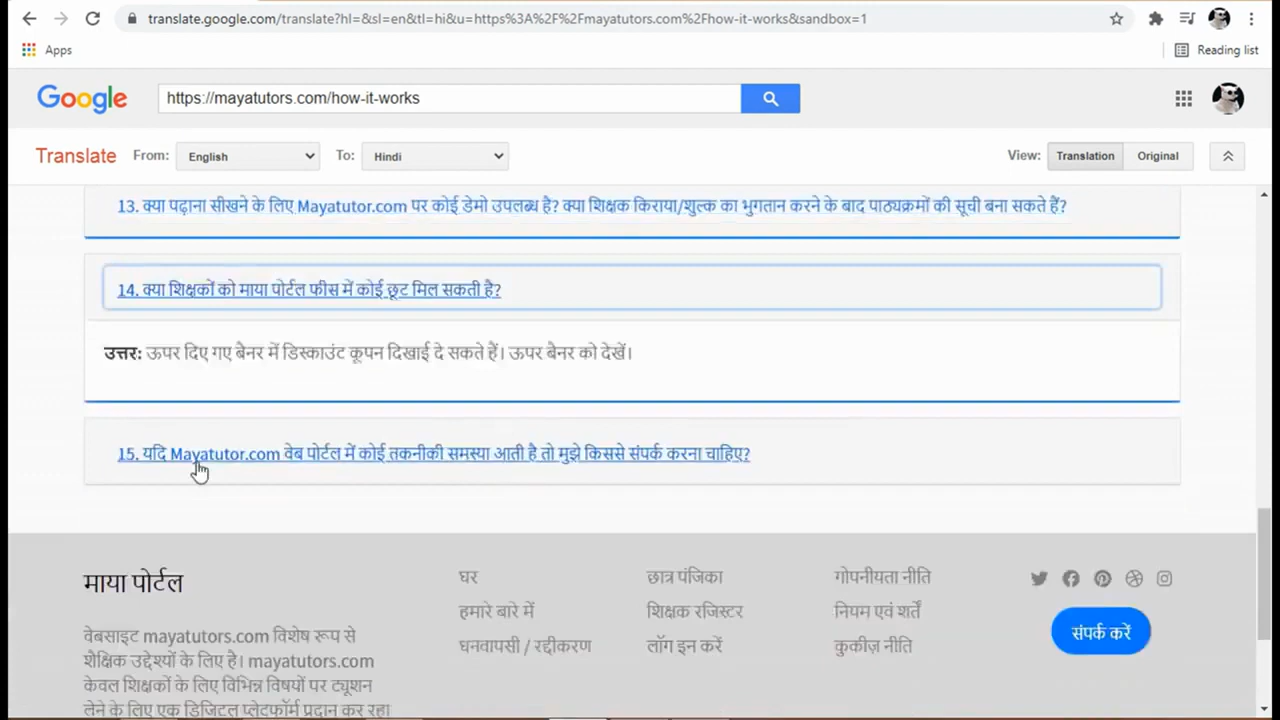 translate.google.com/translate?hl=&sl=en&tl=hi&u=https%3A%2F%2Fmayatutors.com%2Fhow-it-works&sandbox=1
Apps
Reading list
Google
https://mayatutors.com/how-it-works
Translate From: English To: Hindi View: Translation Original
13. क्या पढ़ाना सीखने के लिए Mayatutor.com पर कोई डेमो उपलब्ध है? क्या शिक्षक किराया/शुल्क का भुगतान करने के बाद पाठ्यक्रमों की सूची बना सकते हैं?
14. क्या शिक्षकों को माया पोर्टल फीस में कोई छूट मिल सकती है?
उत्तर: ऊपर दिए गए बैनर में डिस्काउंट कूपन दिखाई दे सकते हैं। ऊपर बैनर को देखें।
15. यदि Mayatutor.com वेब पोर्टल में कोई तकनीकी समस्या आती है तो मुझे किससे संपर्क करना चाहिए?
माया पोर्टल
वेबसाइट mayatutors.com विशेष रूप से
शैक्षिक उद्देश्यों के लिए है। mayatutors.com
केवल शिक्षकों के लिए विभिन्न विषयों पर ट्यूशन
लेने के लिए एक डिजिटल प्लेटफॉर्म प्रदान कर रहा
घर
हमारे बारे में
धनवापसी / रद्दीकरण
छात्र पंजिका
शिक्षक रजिस्टर
लॉग इन करें
गोपनीयता नीति
नियम एवं शर्तें
कुकीज़ नीति
संपर्क करें